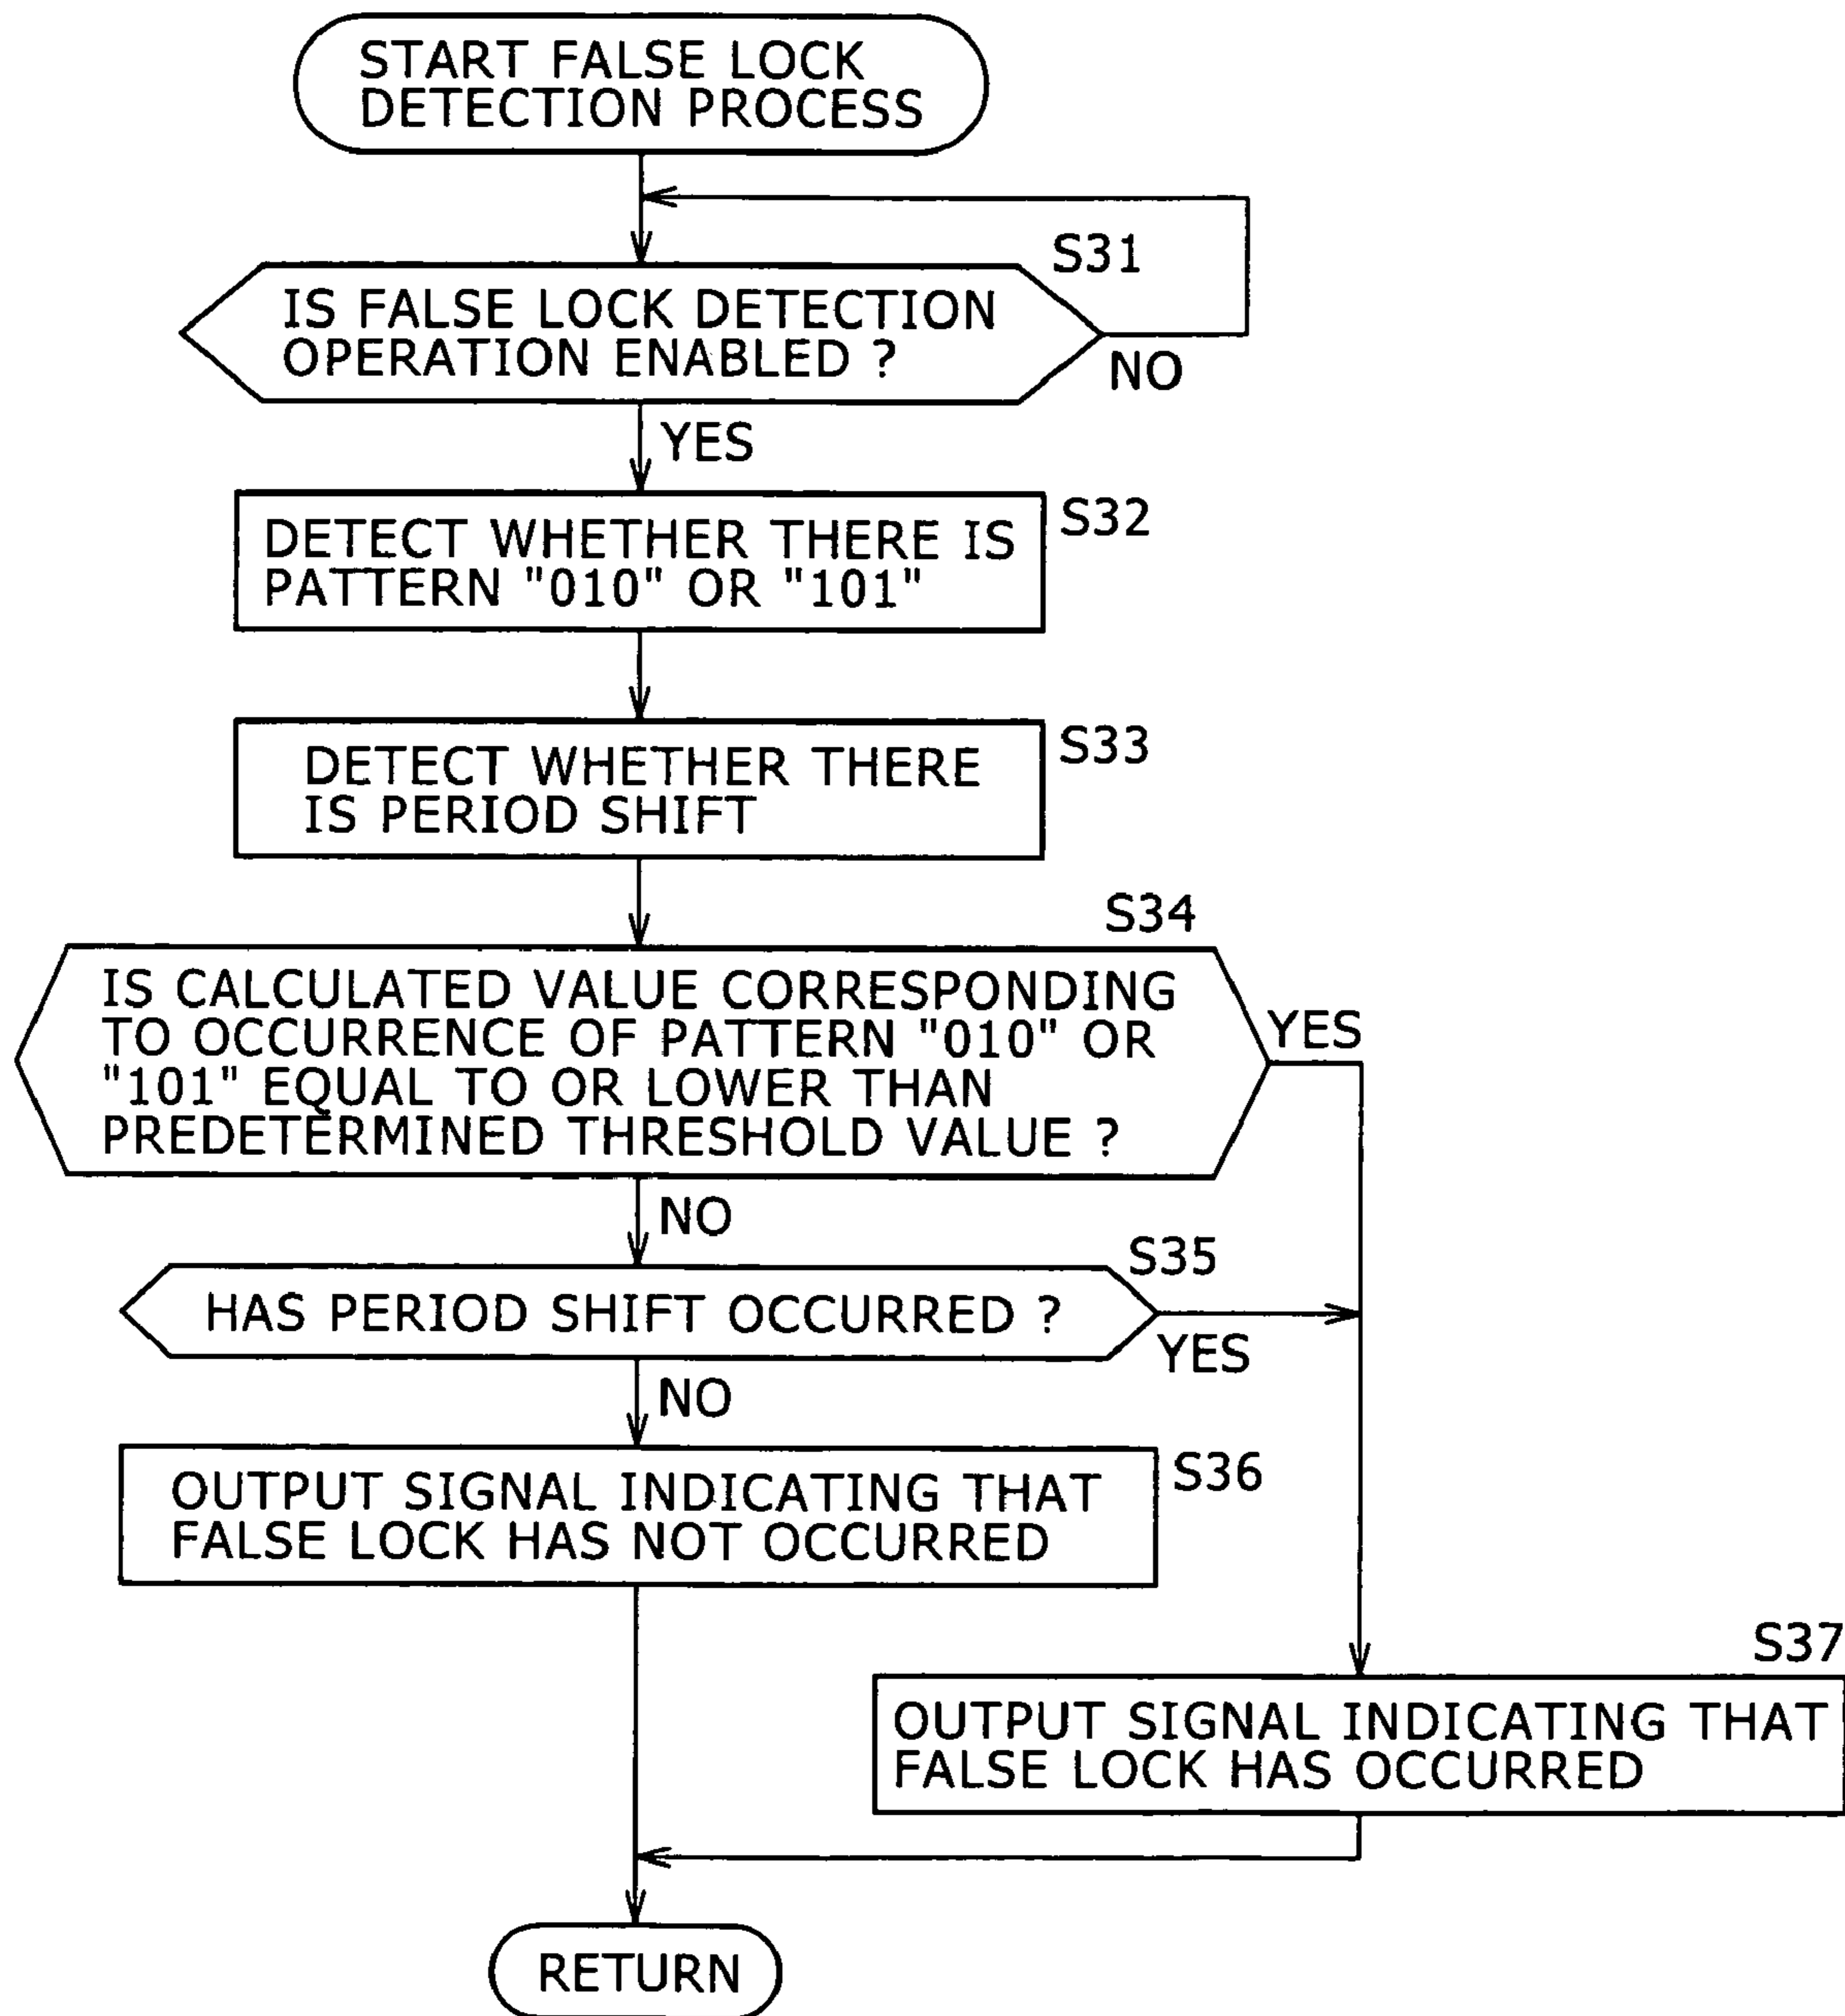 START FALSE LOCK
DETECTION PROCESS
S31
IS FALSE LOCK DETECTION
OPERATION ENABLED ?
NO
YES
S32
DETECT WHETHER THERE IS
PATTERN "010" OR "101"
S33
DETECT WHETHER THERE
IS PERIOD SHIFT
S34
IS CALCULATED VALUE CORRESPONDING
TO OCCURRENCE OF PATTERN "010" OR
"101" EQUAL TO OR LOWER THAN
PREDETERMINED THRESHOLD VALUE ?
YES
NO
S35
HAS PERIOD SHIFT OCCURRED ?
YES
NO
S36
OUTPUT SIGNAL INDICATING THAT
FALSE LOCK HAS NOT OCCURRED
S37
OUTPUT SIGNAL INDICATING THAT
FALSE LOCK HAS OCCURRED
RETURN